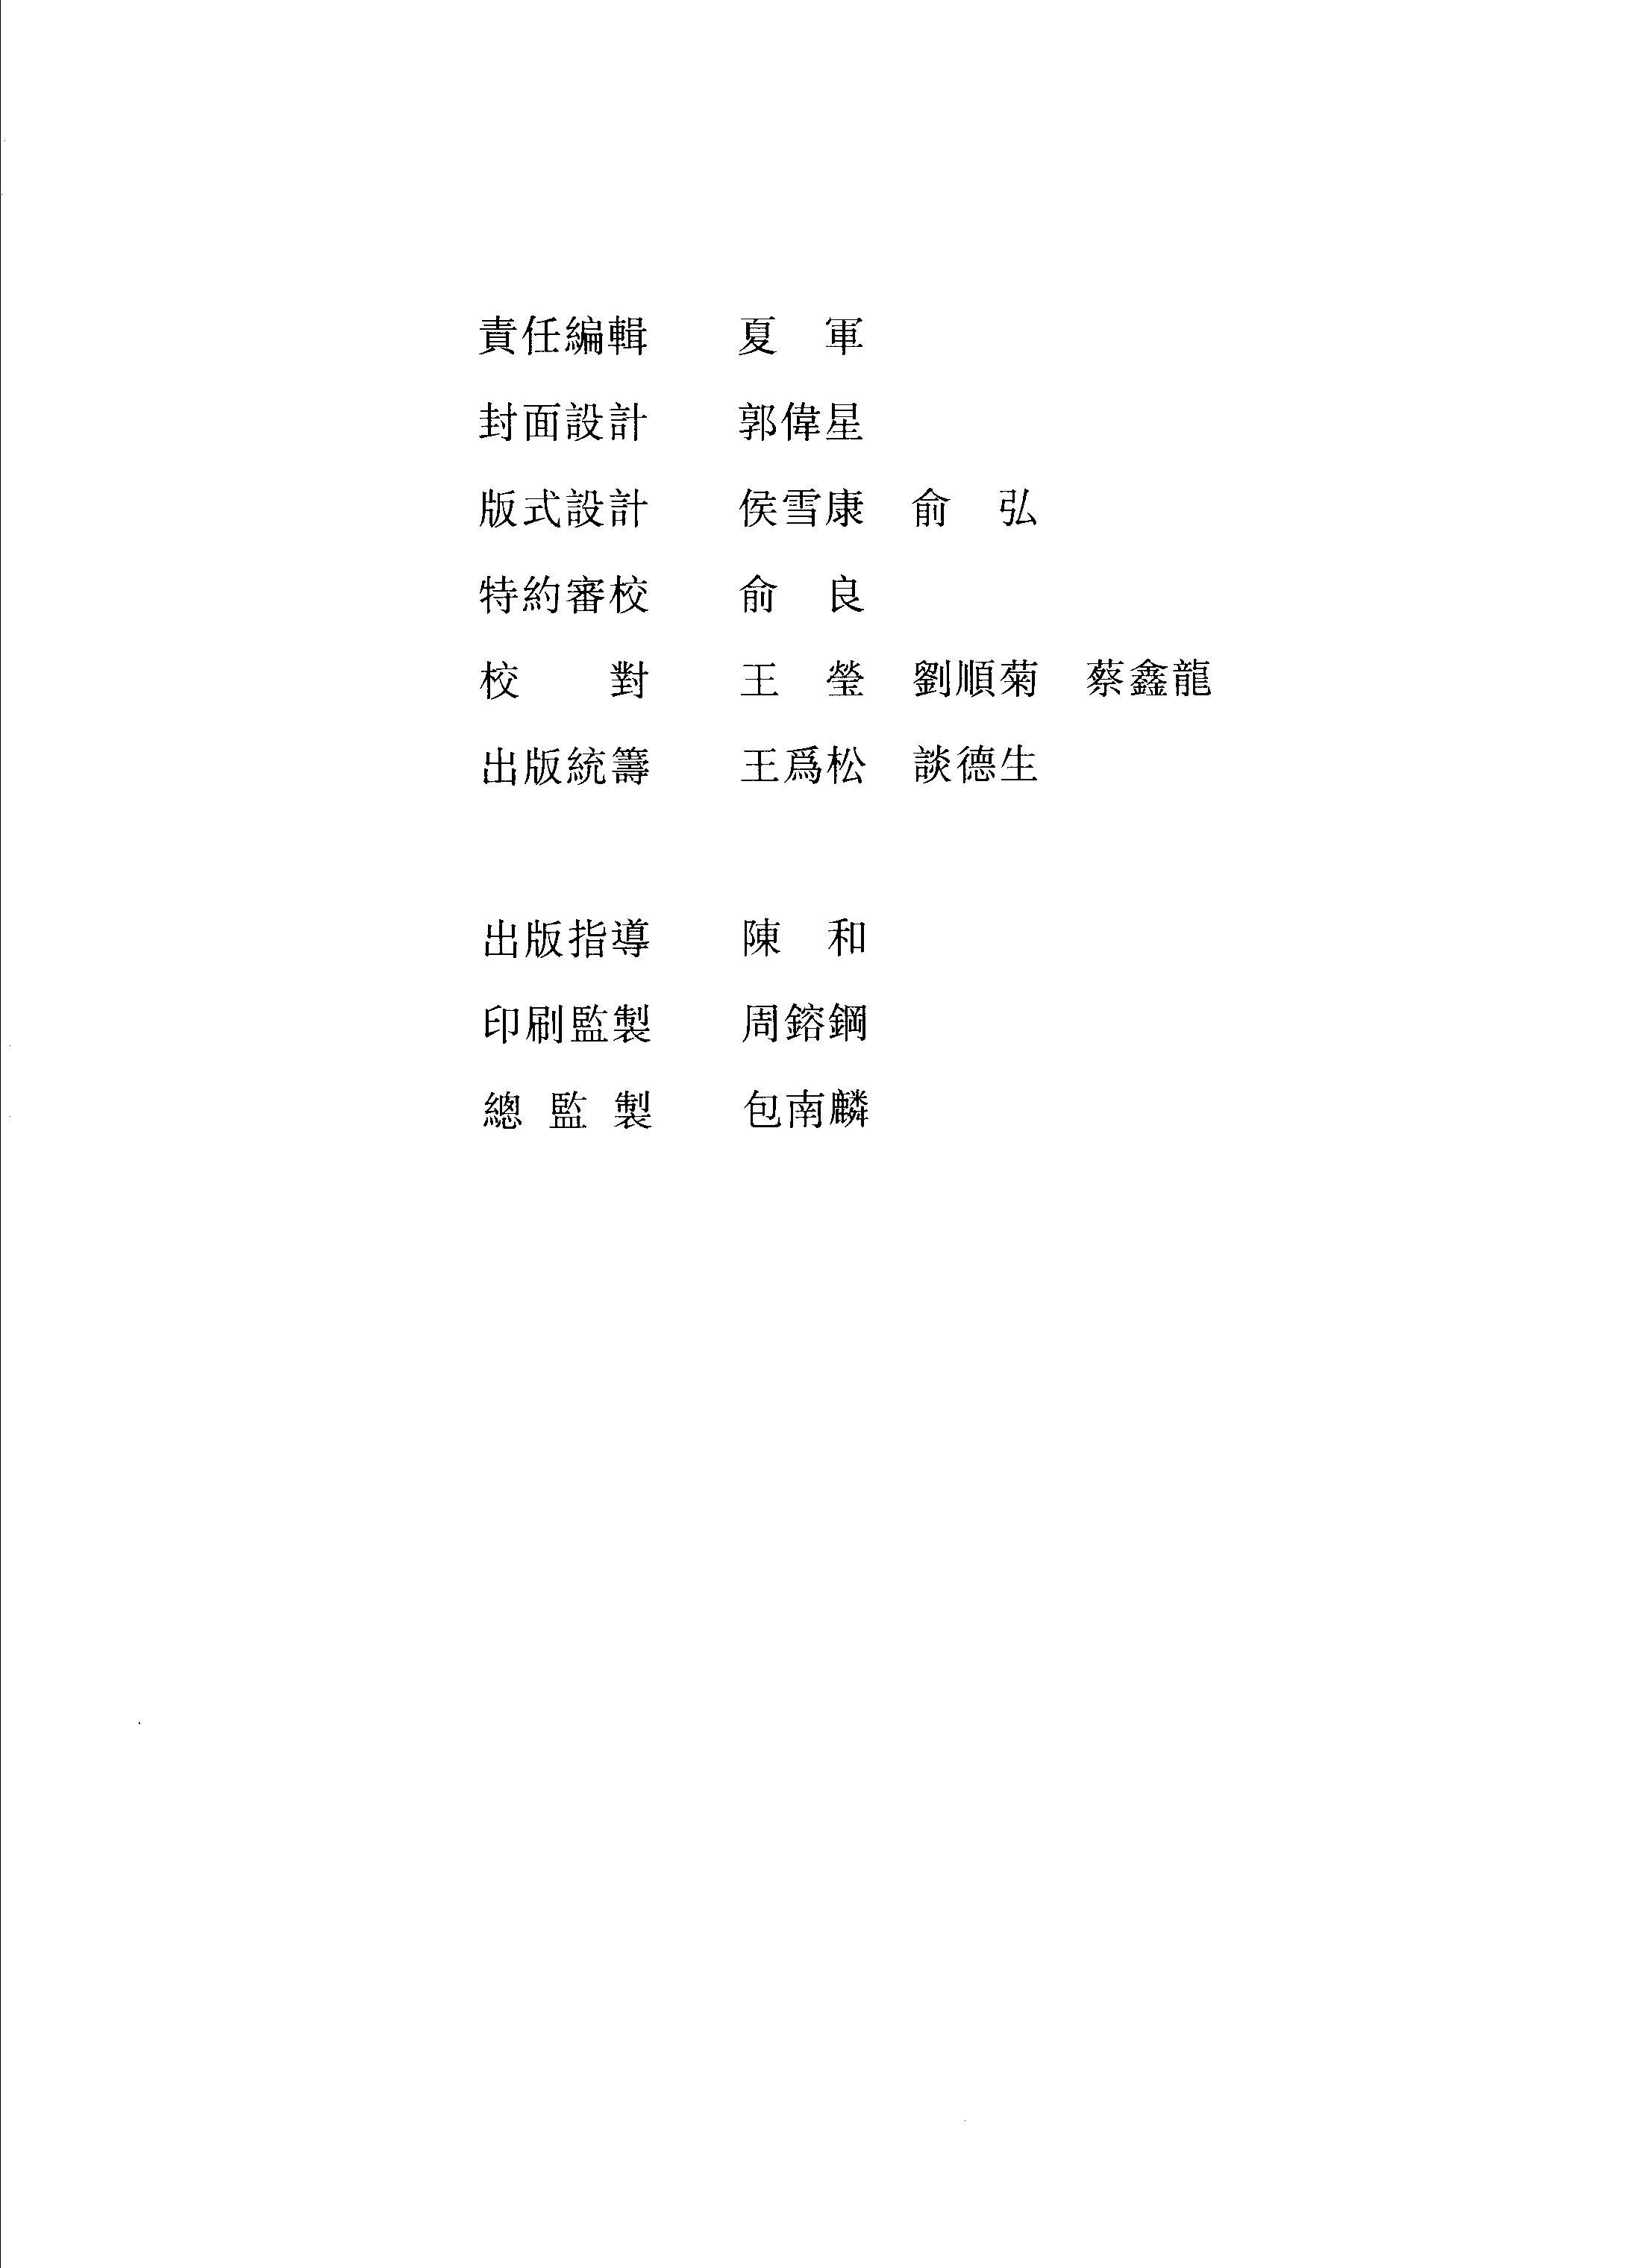 責任編輯　　夏　軍
封面設計　　郭偉星
版式設計　　侯雪康　俞　弘
特約審校　　俞　良
校　　對　　王　瑩　劉順菊　蔡鑫龍
出版統籌　　王爲松　談德生
出版指導　　陳　和
印刷監製　　周鎔鋼
總 監 製　　包南麟